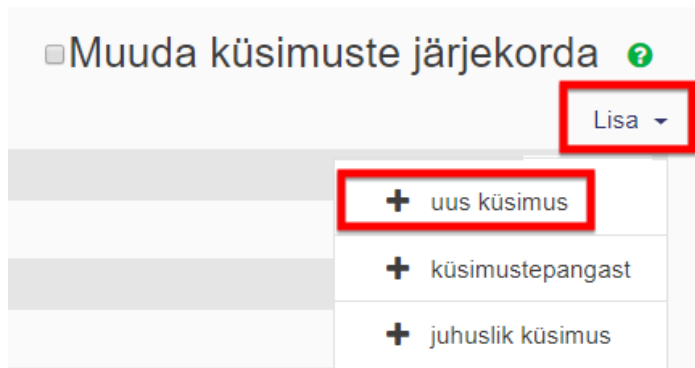 Muuda küsimuste järjekorda
Lisa
uus küsimus
küsimustepangast
juhuslik küsimus